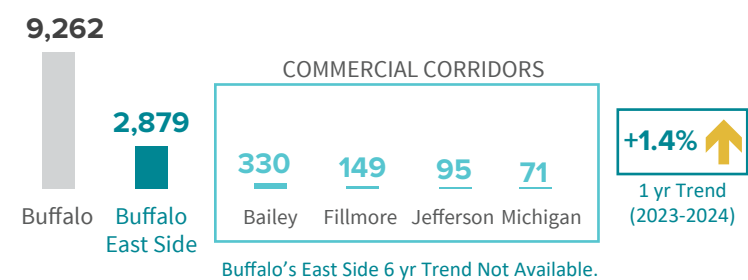 9,262
Buffalo
2,879
Buffalo
East Side
COMMERCIAL CORRIDORS
330
149
95
71
Bailey
Fillmore
Jefferson
Michigan
+1.4%
1 yr Trend
(2023-2024)
Buffalo's East Side 6 yr Trend Not Available.